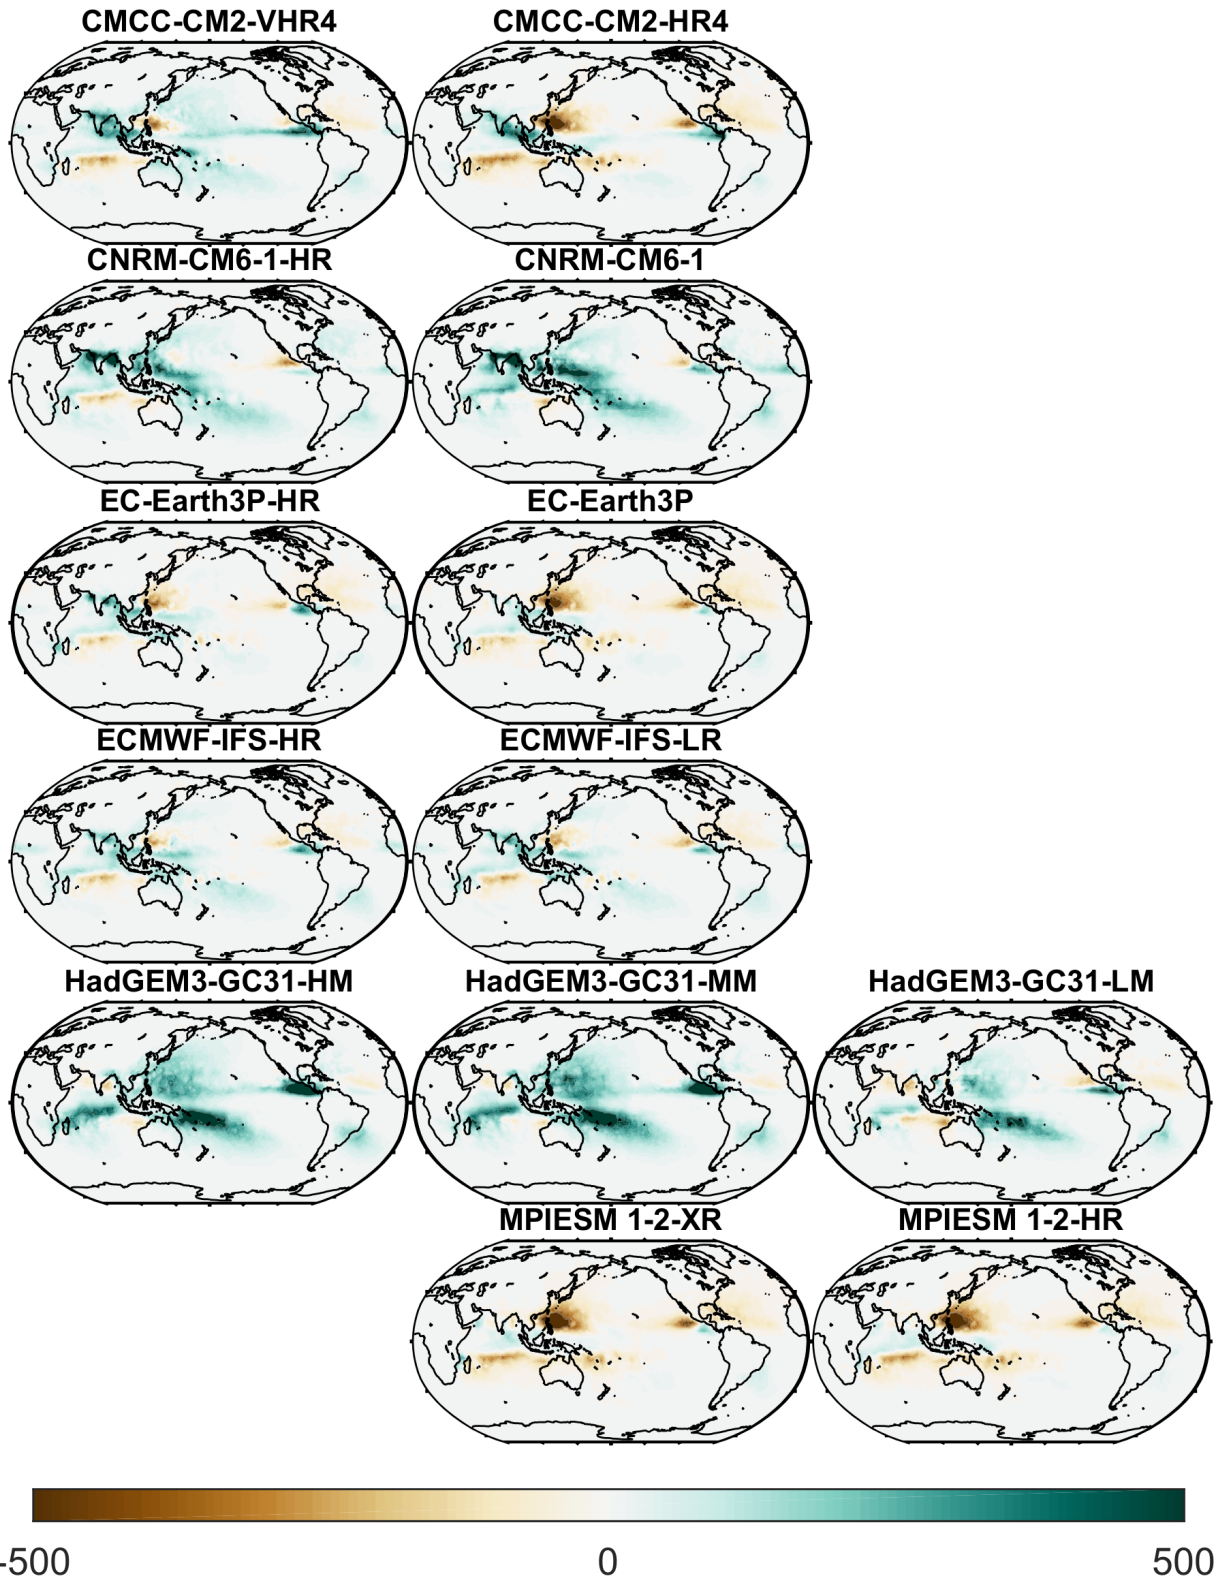 CMCC-CM2-VHR4 CMCC-CM2-HR4
CNRM-CM6-1-HR CNRM-CM6-1
EC-Earth3P-HR EC-Earth3P
ECMWF-IFS-HR ECMWF-IFS-LR
HadGEM3-GC31-HM HadGEM3-GC31-MM HadGEM3-GC31-LM
MPIESM 1-2-XR MPIESM 1-2-HR
-500 0 500